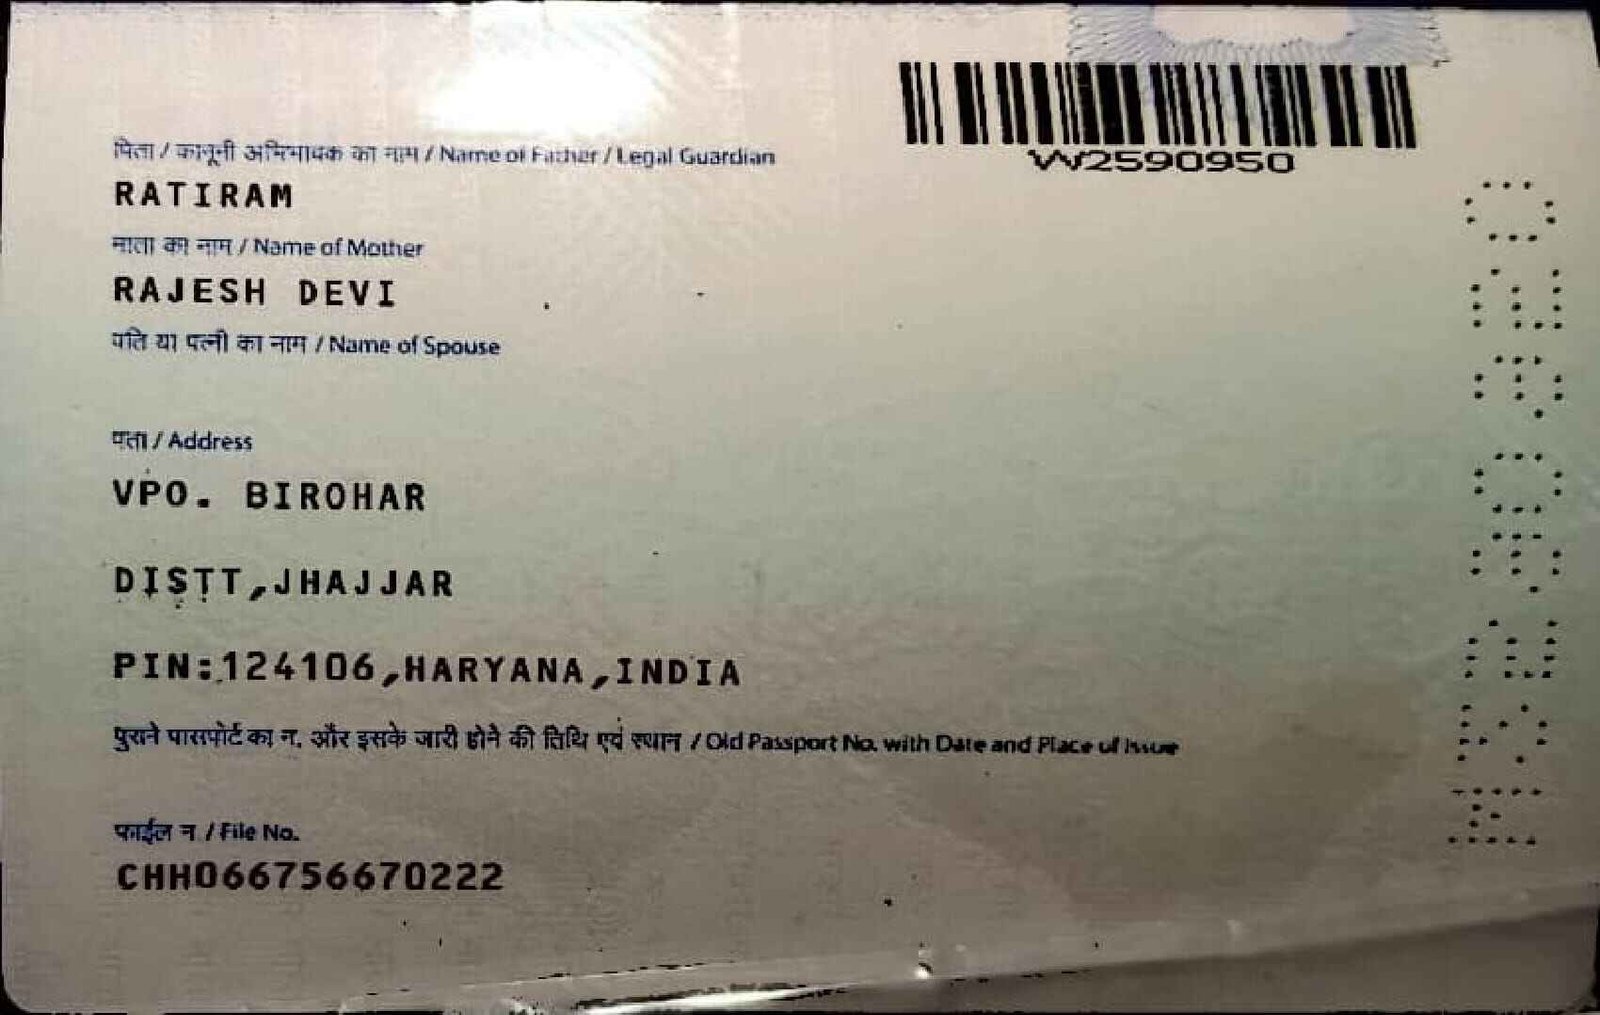 W2590950
पिता / कानूनी अभिभावक का नाम / Name of Father / Legal Guardian
RATIRAM
माता का नाम / Name of Mother
RAJESH DEVI
पति या पत्नी का नाम / Name of Spouse
पता / Address
VPO. BIROHAR
DISTT,JHAJJAR
PIN:124106,HARYANA,INDIA
पुराने पासपोर्ट का न. और इसके जारी होने की तिथि एवं स्थान / Old Passport No. with Date and Place of Issue
फाईल न / File No.
CHH066756670222